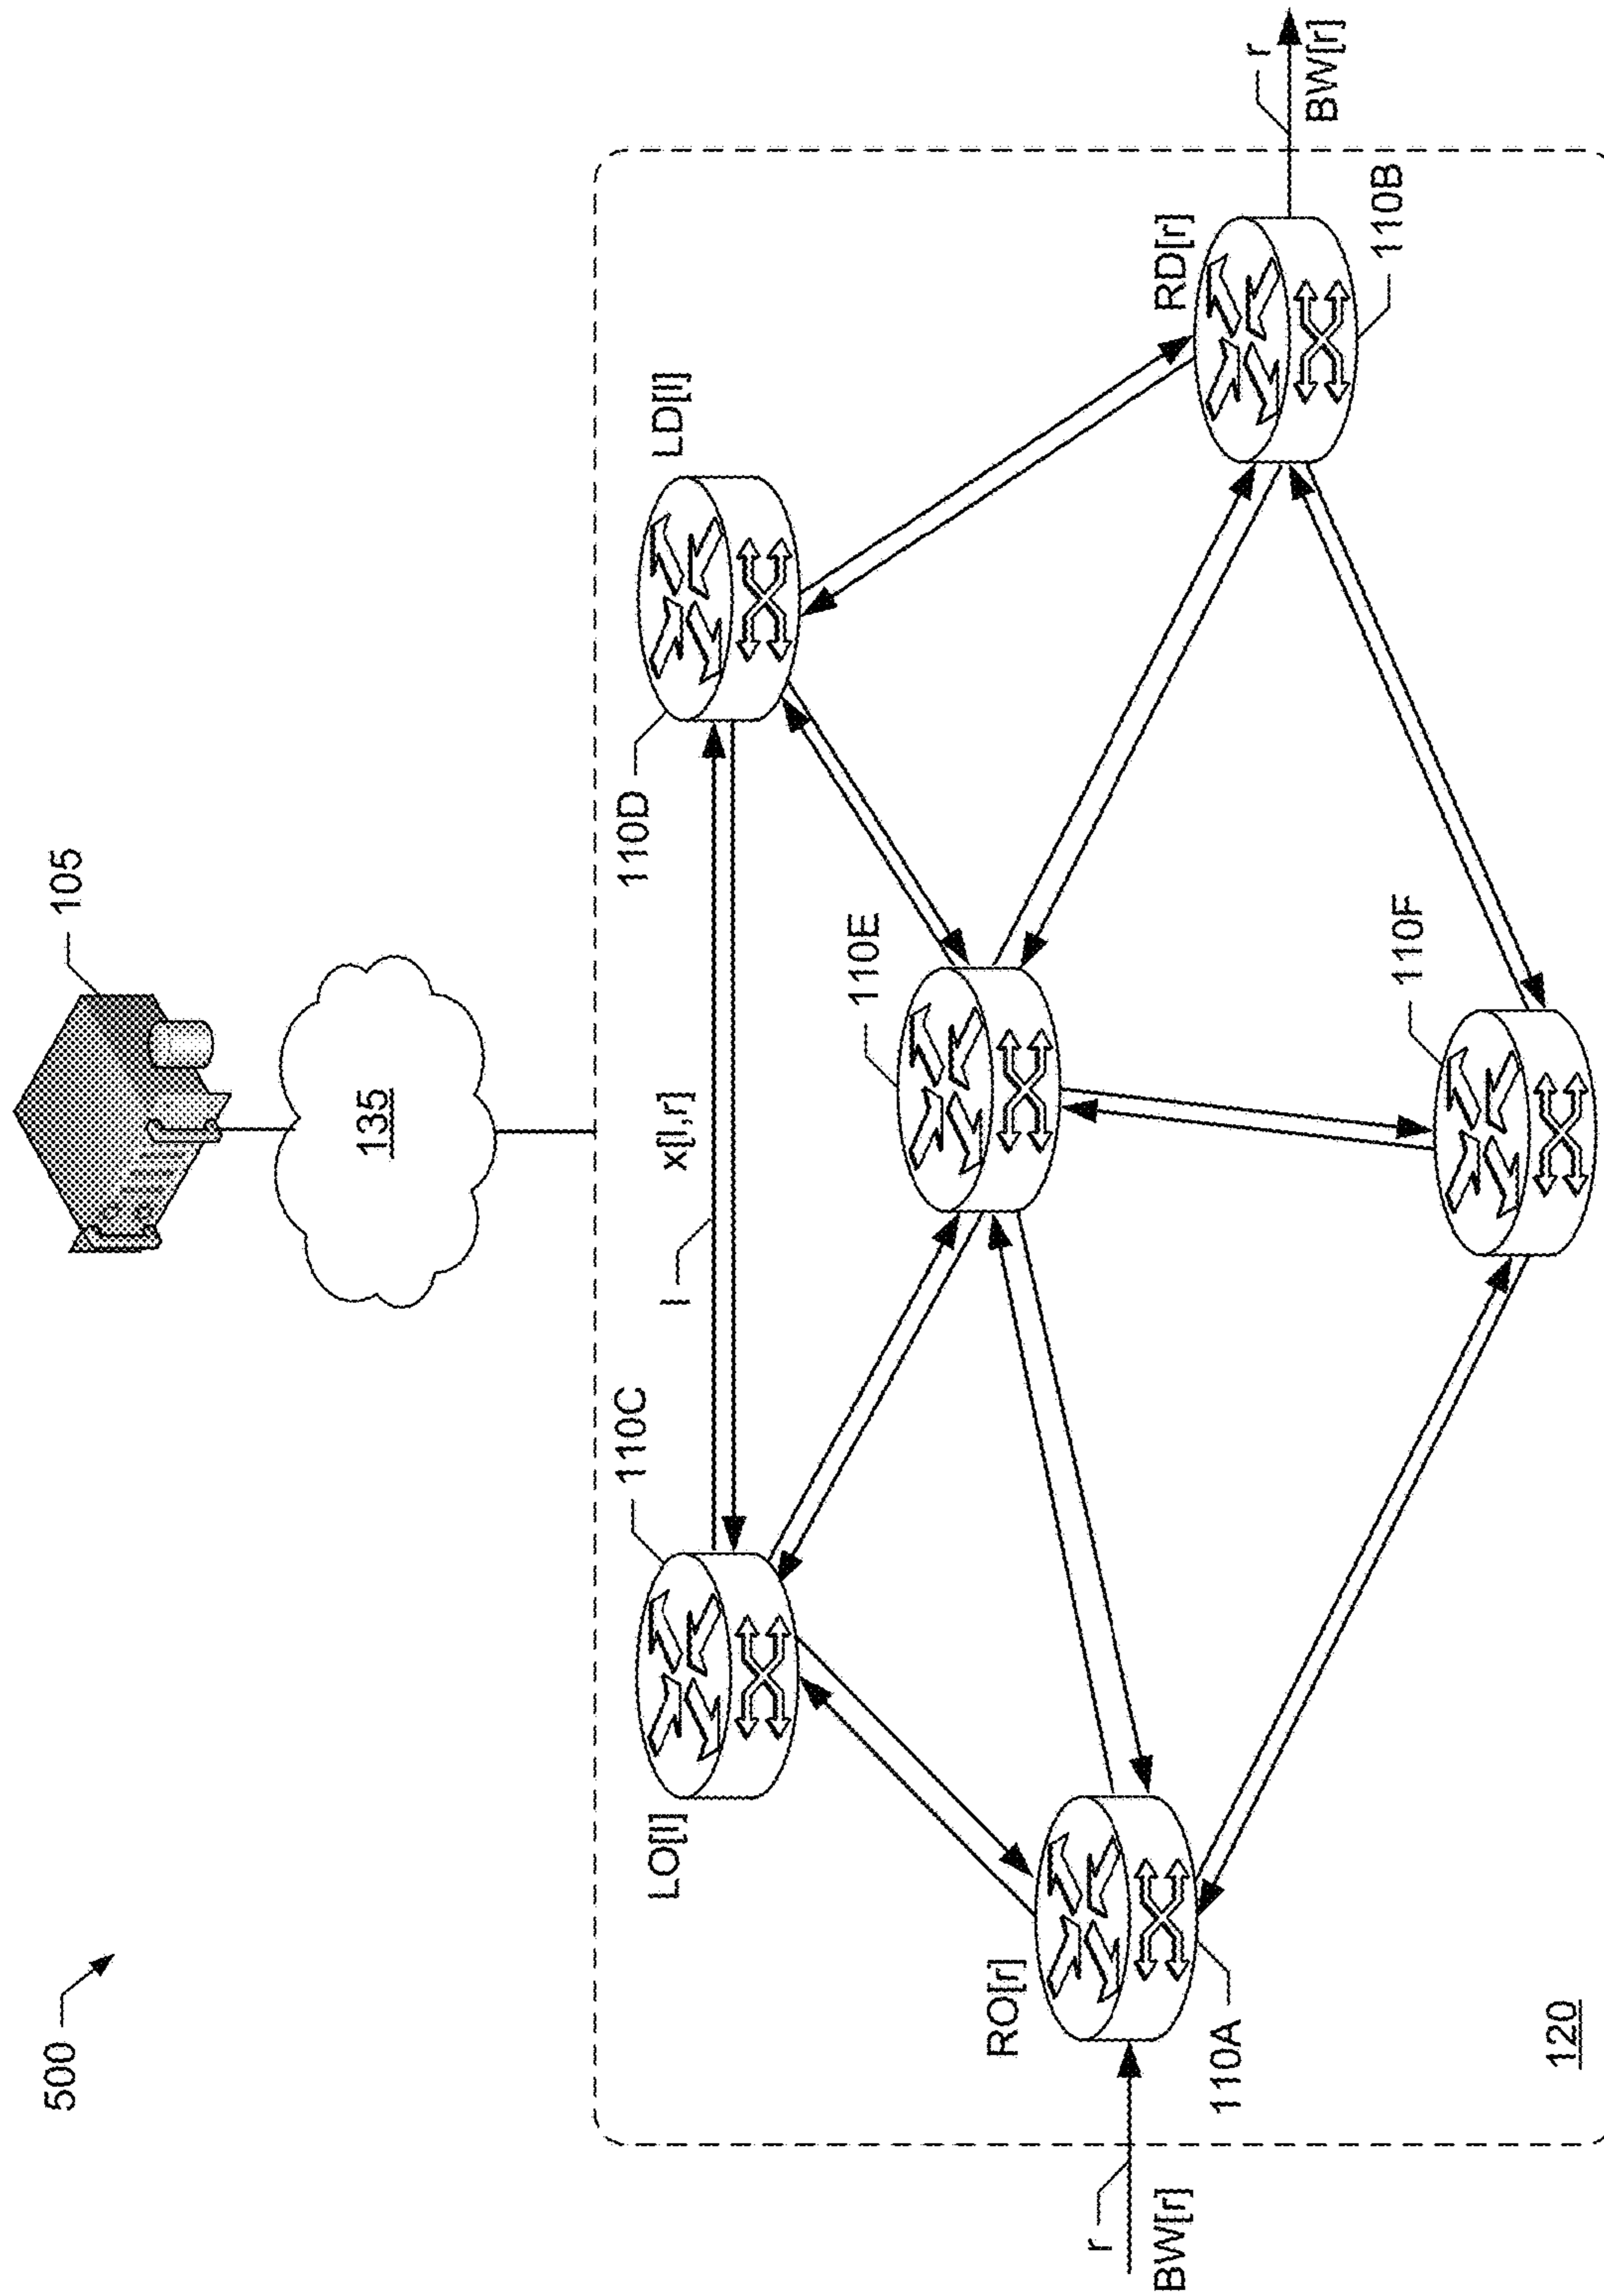 500
105
135
110C
LO[l]
l
x[l,r]
110D
LD[l]
110E
RO[r]
110A
r
BW[r]
RD[r]
110B
r
BW[r]
110F
120